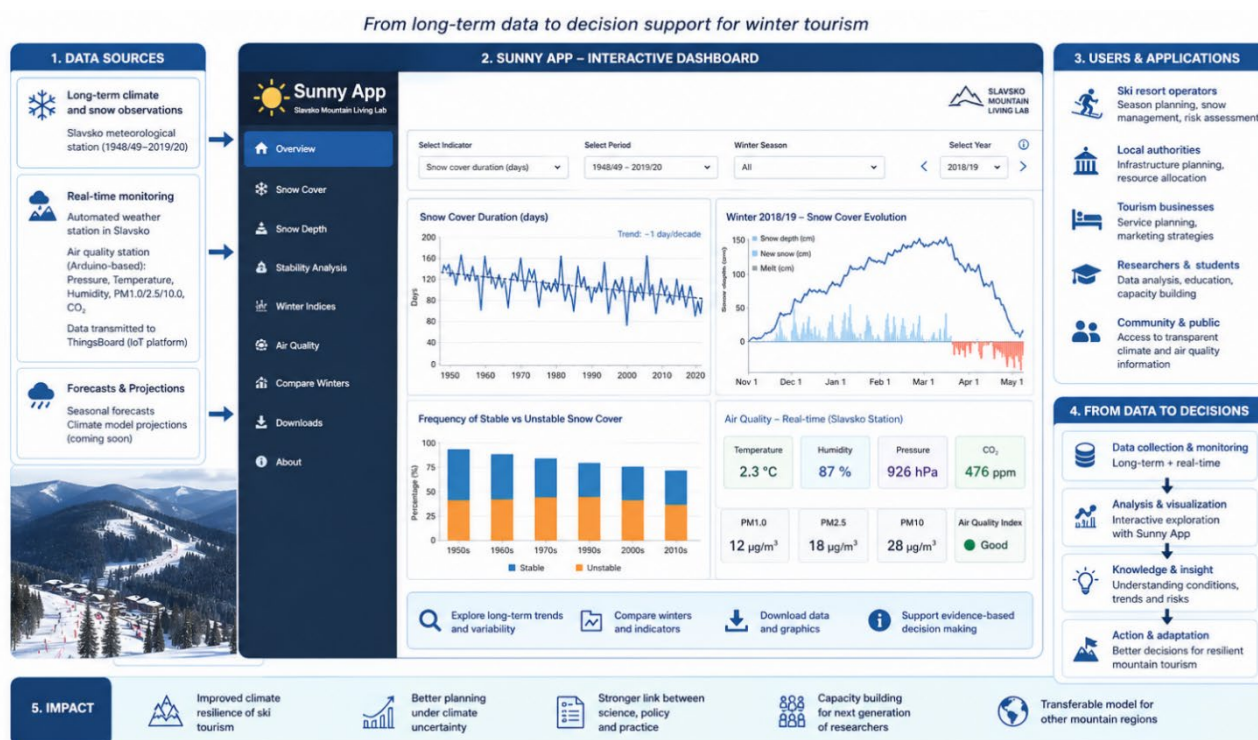 From long-term data to decision support for winter tourism
1. DATA SOURCES
Long-term climate
and snow observations
Slavsko meteorological
station (1948/49–2019/20)
Real-time monitoring
Automated weather
station in Slavsko
Air quality station
(Arduino-based):
Pressure, Temperature,
Humidity, PM1.0/2.5/10.0,
CO₂
Data transmitted to
ThingsBoard (IoT platform)
Forecasts & Projections
Seasonal forecasts
Climate model projections
(coming soon)
2. SUNNY APP – INTERACTIVE DASHBOARD
Sunny App
Slavsko Mountain Living Lab
Overview
Snow Cover
Snow Depth
Stability Analysis
Winter Indices
Air Quality
Compare Winters
Downloads
About
SLAVSKO
MOUNTAIN
LIVING LAB
Select Indicator
Snow cover duration (days)
Select Period
1948/49 – 2019/20
Winter Season
All
Select Year
2018/19
Snow Cover Duration (days)
Trend: −1 day/decade
200
160
120
100
80
40
0
Days
1950 1960 1970 1980 1990 2000 2010 2020
Winter 2018/19 – Snow Cover Evolution
Snow depth (cm)
New snow (cm)
Melt (cm)
150
100
50
0
Nov 1 Dec 1 Jan 1 Feb 1 Mar 1 Apr 1 May 1
Frequency of Stable vs Unstable Snow Cover
100
75
50
25
0
Percentage (%)
1950s 1960s 1970s 1990s 2000s 2010s
Stable Unstable
Air Quality – Real-time (Slavsko Station)
Temperature
2.3 °C
Humidity
87 %
Pressure
926 hPa
CO₂
476 ppm
PM1.0
12 µg/m³
PM2.5
18 µg/m³
PM10
28 µg/m³
Air Quality Index
Good
Explore long-term trends
and variability
Compare winters
and indicators
Download data
and graphics
Support evidence-based
decision making
3. USERS & APPLICATIONS
Ski resort operators
Season planning, snow
management, risk assessment
Local authorities
Infrastructure planning,
resource allocation
Tourism businesses
Service planning,
marketing strategies
Researchers & students
Data analysis, education,
capacity building
Community & public
Access to transparent
climate and air quality
information
4. FROM DATA TO DECISIONS
Data collection & monitoring
Long-term + real-time
Analysis & visualization
Interactive exploration
with Sunny App
Knowledge & insight
Understanding conditions,
trends and risks
Action & adaptation
Better decisions for resilient
mountain tourism
5. IMPACT
Improved climate
resilience of ski
tourism
Better planning
under climate
uncertainty
Stronger link between
science, policy
and practice
Capacity building
for next generation
of researchers
Transferable model for
other mountain regions